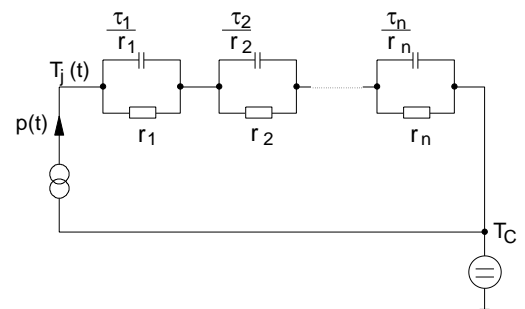 τ1/r1 τ2/r2 τn/rn
Tj(t)
r1 r2 rn
p(t)
TC